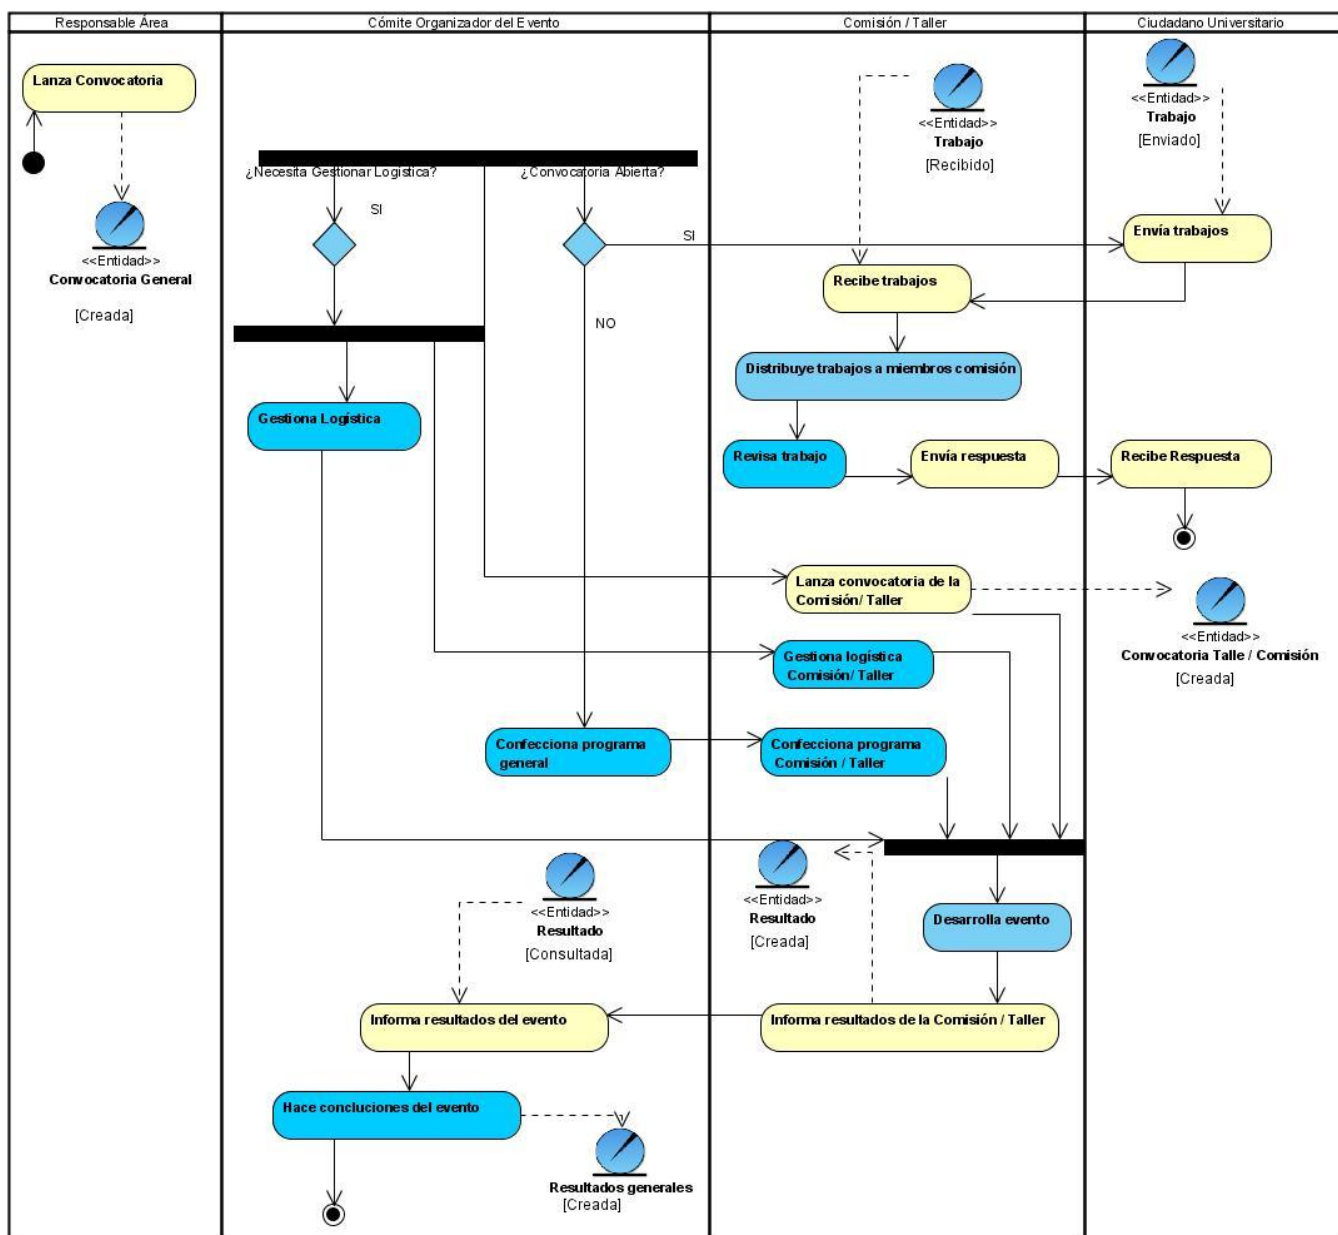 Responsable Área
Cómite Organizador del Evento
Comisión / Taller
Ciudadano Universitario
Lanza Convocatoria
<<Entidad>>
Convocatoria General
[Creada]
¿Necesita Gestionar Logística?
¿Convocatoria Abierta?
SI
SI
NO
<<Entidad>>
Trabajo
[Recibido]
<<Entidad>>
Trabajo
[Enviado]
Envía trabajos
Recibe trabajos
Distribuye trabajos a miembros comisión
Gestiona Logística
Revisa trabajo
Envía respuesta
Recibe Respuesta
Lanza convocatoria de la
Comisión/ Taller
<<Entidad>>
Convocatoria Talle / Comisión
[Creada]
Gestiona logística
Comisión/ Taller
Confecciona programa
general
Confecciona programa
Comisión / Taller
<<Entidad>>
Resultado
[Consultada]
<<Entidad>>
Resultado
[Creada]
Desarrolla evento
Informa resultados del evento
Informa resultados de la Comisión / Taller
Hace concluciones del evento
Resultados generales
[Creada]